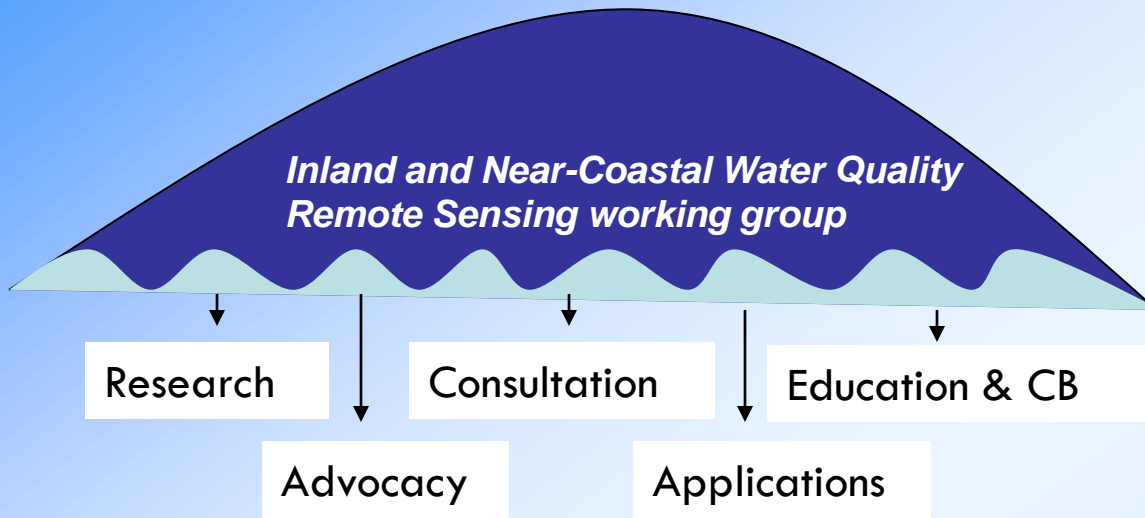 Inland and Near-Coastal Water Quality
Remote Sensing working group
Research
Consultation
Education & CB
Advocacy
Applications